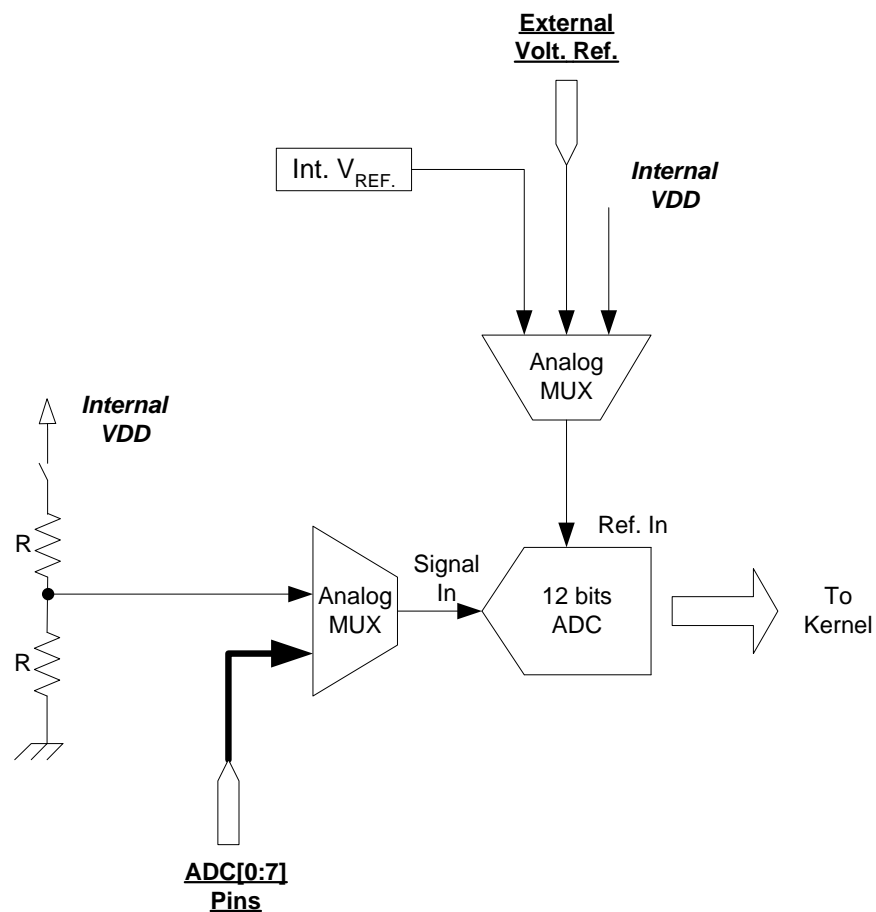 External
Volt. Ref.
Int. VREF.
Internal
VDD
Analog
MUX
Internal
VDD
Ref. In
R
Signal
In
Analog
MUX
12 bits
ADC
To
Kernel
R
ADC[0:7]
Pins